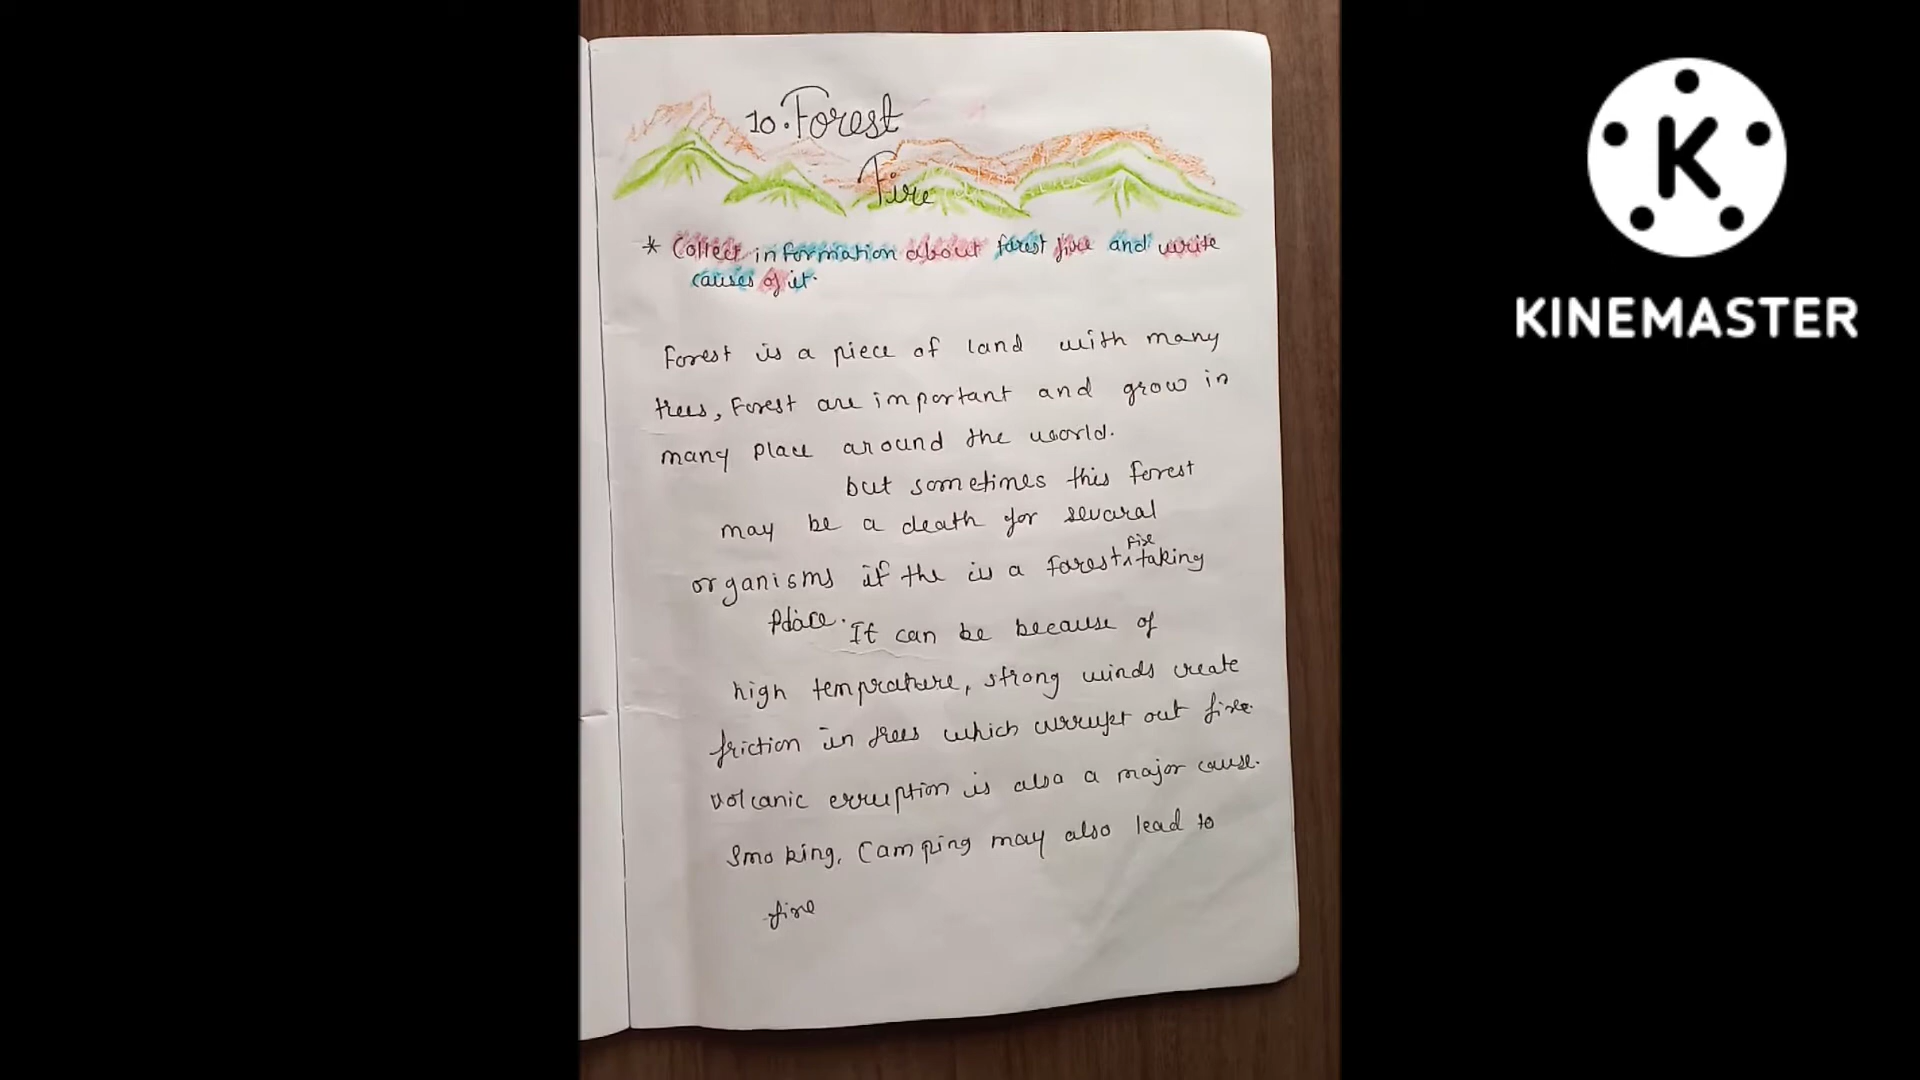 10. Forest
Fire
* Collect information about forest fire and write
causes of it.
Forest is a piece of land with many
trees, Forest are important and grow in
many place around the world.
but sometimes this forest
may be a death for sevaral
fire
organisms if the is a forest ^ taking
place. It can be because of
high temprature, strong winds create
friction in trees which urrupt out fire.
volcanic erruption is also a major cause.
Smoking, Camping may also lead to
fire
K
KINEMASTER